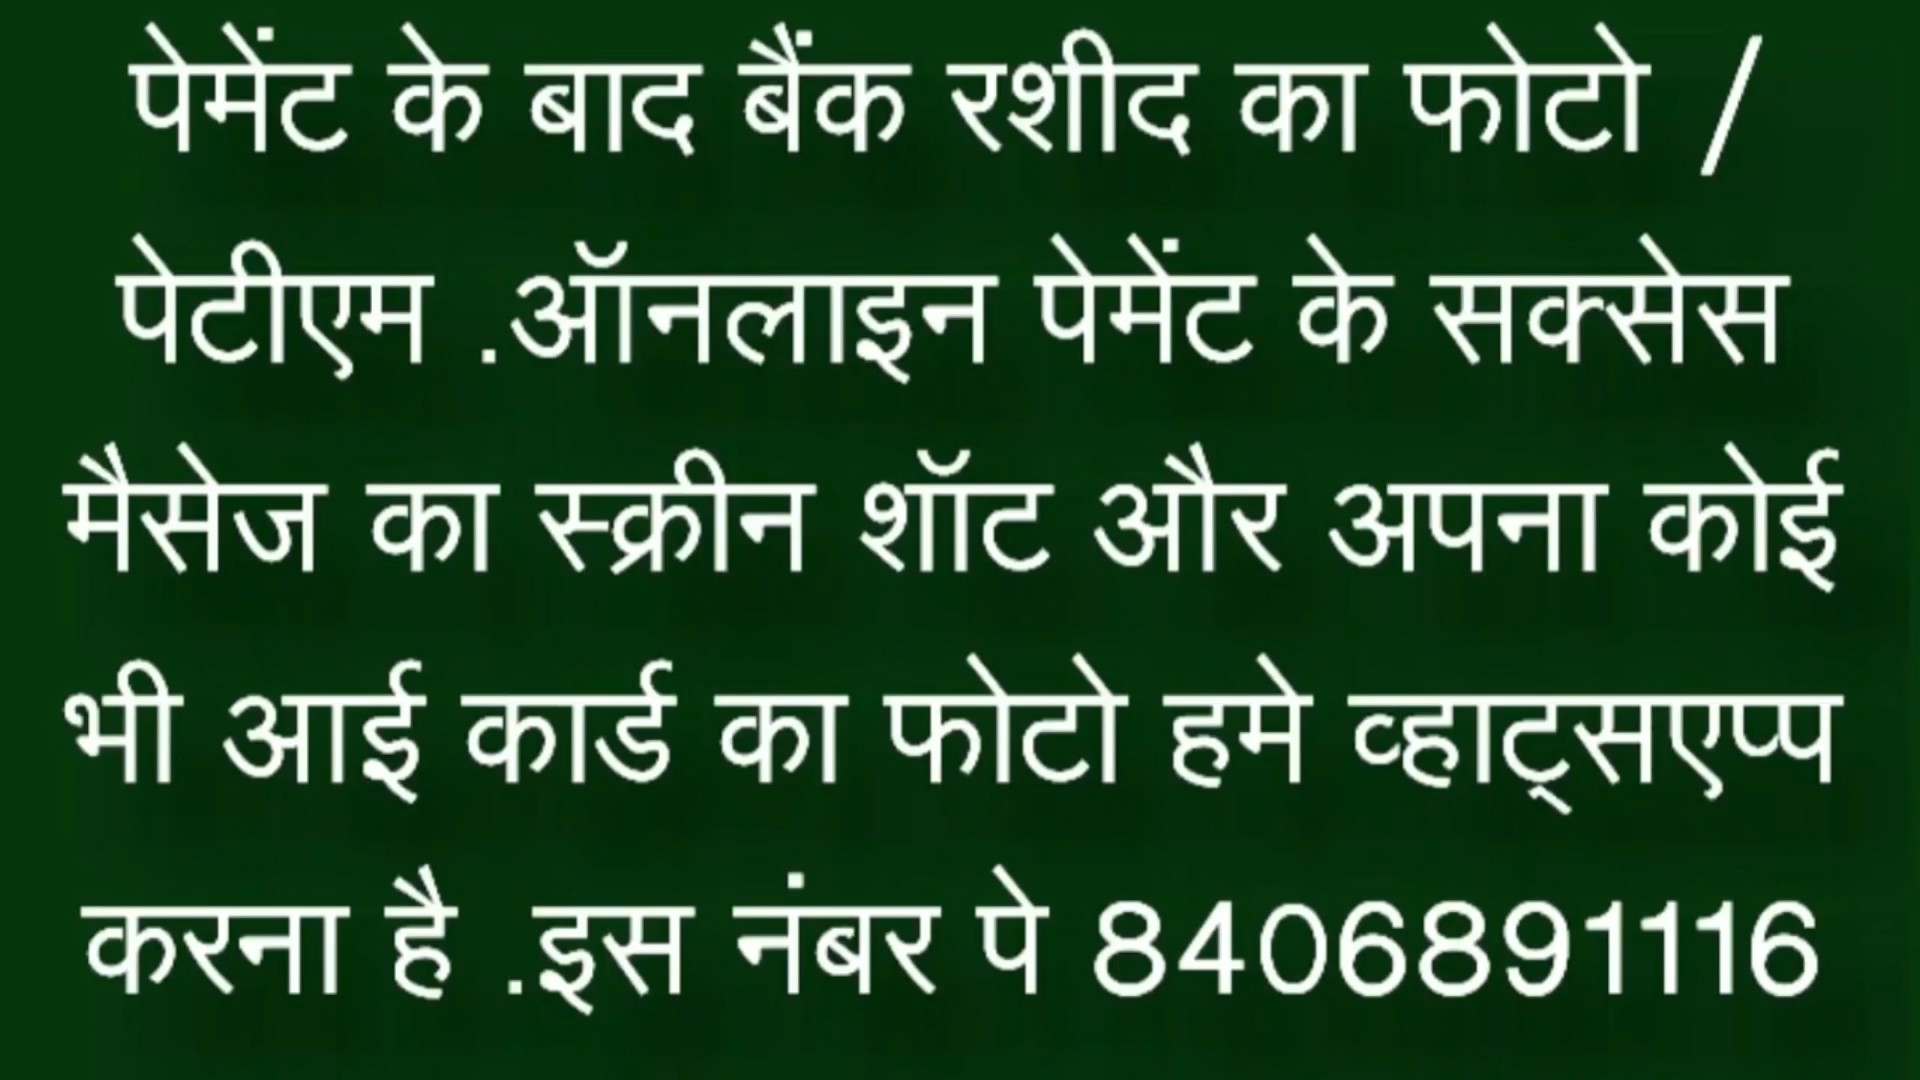 पेमेंट के बाद बैंक रशीद का फोटो /
पेटीएम .ऑनलाइन पेमेंट के सक्सेस
मैसेज का स्क्रीन शॉट और अपना कोई
भी आई कार्ड का फोटो हमे व्हाट्सएप्प
करना है .इस नंबर पे 8406891116